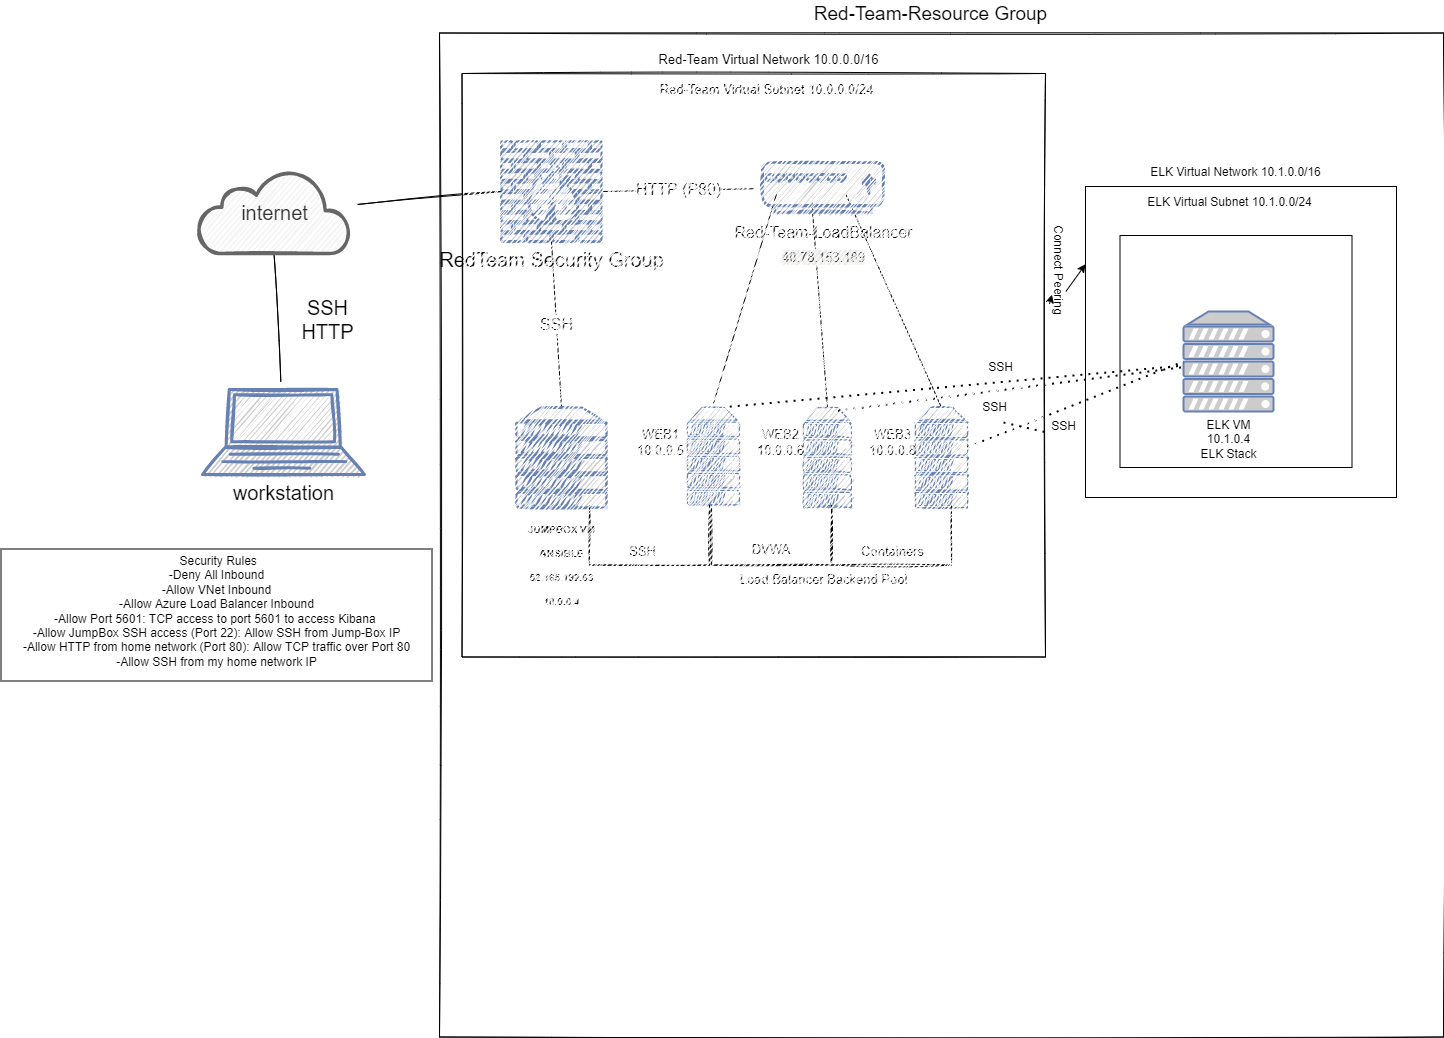 Red-Team-Resource Group
Red-Team Virtual Network 10.0.0.0/16
Red-Team Virtual Subnet 10.0.0.0/24
ELK Virtual Network 10.1.0.0/16
ELK Virtual Subnet 10.1.0.0/24
internet
HTTP (P80)
Red-Team-LoadBalancer
40.78.153.169
RedTeam Security Group
Connect Peering
SSH
HTTP
SSH
SSH
SSH
SSH
WEB1
10.0.0.5
WEB2
10.0.0.6
WEB3
10.0.0.8
ELK VM
10.1.0.4
ELK Stack
workstation
JUMPBOX VM
ANSIBLE
10.0.0.4
SSH
DVWA
Containers
Load Balancer Backend Pool
Security Rules
-Deny All Inbound
-Allow VNet Inbound
-Allow Azure Load Balancer Inbound
-Allow Port 5601: TCP access to port 5601 to access Kibana
-Allow JumpBox SSH access (Port 22): Allow SSH from Jump-Box IP
-Allow HTTP from home network (Port 80): Allow TCP traffic over Port 80
-Allow SSH from my home network IP